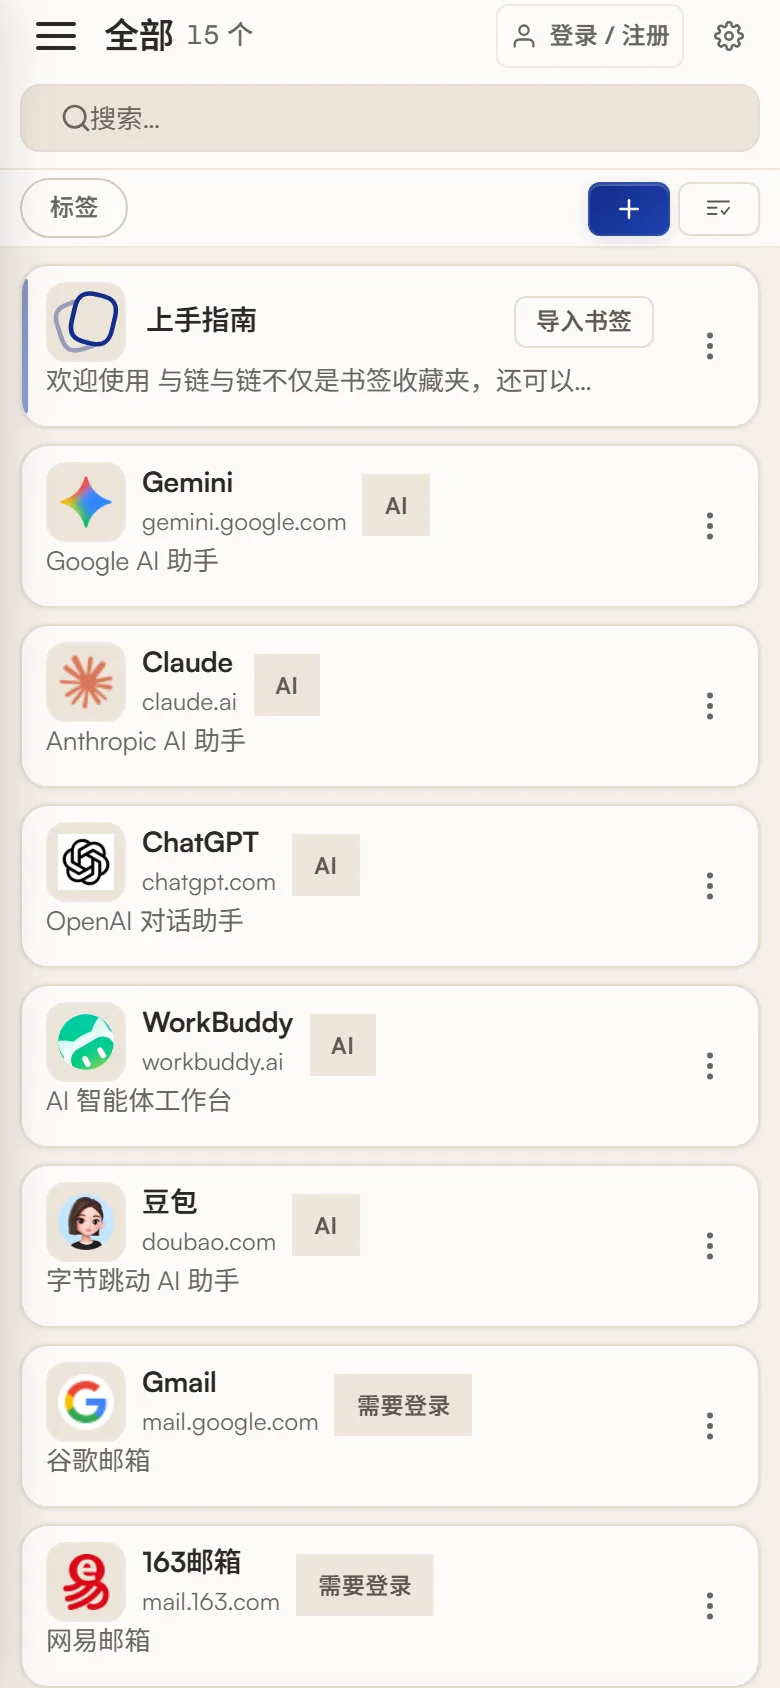 全部 15 个
登录 / 注册
搜索...
标签
上手指南
导入书签
欢迎使用 与链与链不仅是书签收藏夹，还可以...
Gemini
gemini.google.com
AI
Google AI 助手
Claude
claude.ai
AI
Anthropic AI 助手
ChatGPT
chatgpt.com
AI
OpenAI 对话助手
WorkBuddy
workbuddy.ai
AI
AI 智能体工作台
豆包
doubao.com
AI
字节跳动 AI 助手
Gmail
mail.google.com
需要登录
谷歌邮箱
163邮箱
mail.163.com
需要登录
网易邮箱